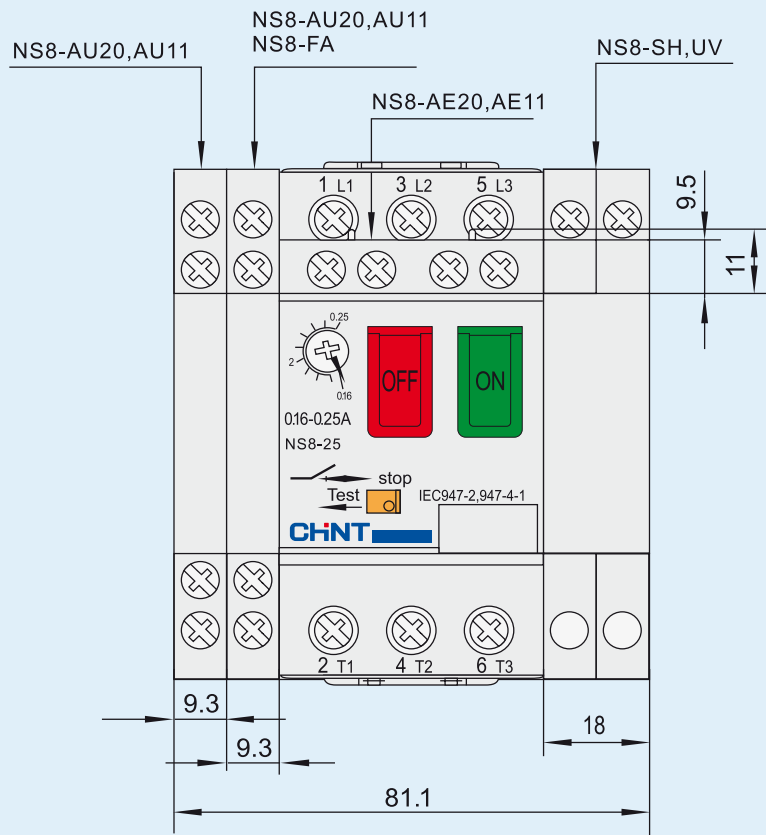 NS8-AU20,AU11
NS8-AU20,AU11
NS8-FA
NS8-SH,UV
NS8-AE20,AE11
1 L1 3 L2 5 L3
9.5
11
0.25
2
0.16
OFF
ON
0.16-0.25A
NS8-25
stop
Test
IEC947-2,947-4-1
CHiNT
2 T1 4 T2 6 T3
9.3
9.3
18
81.1